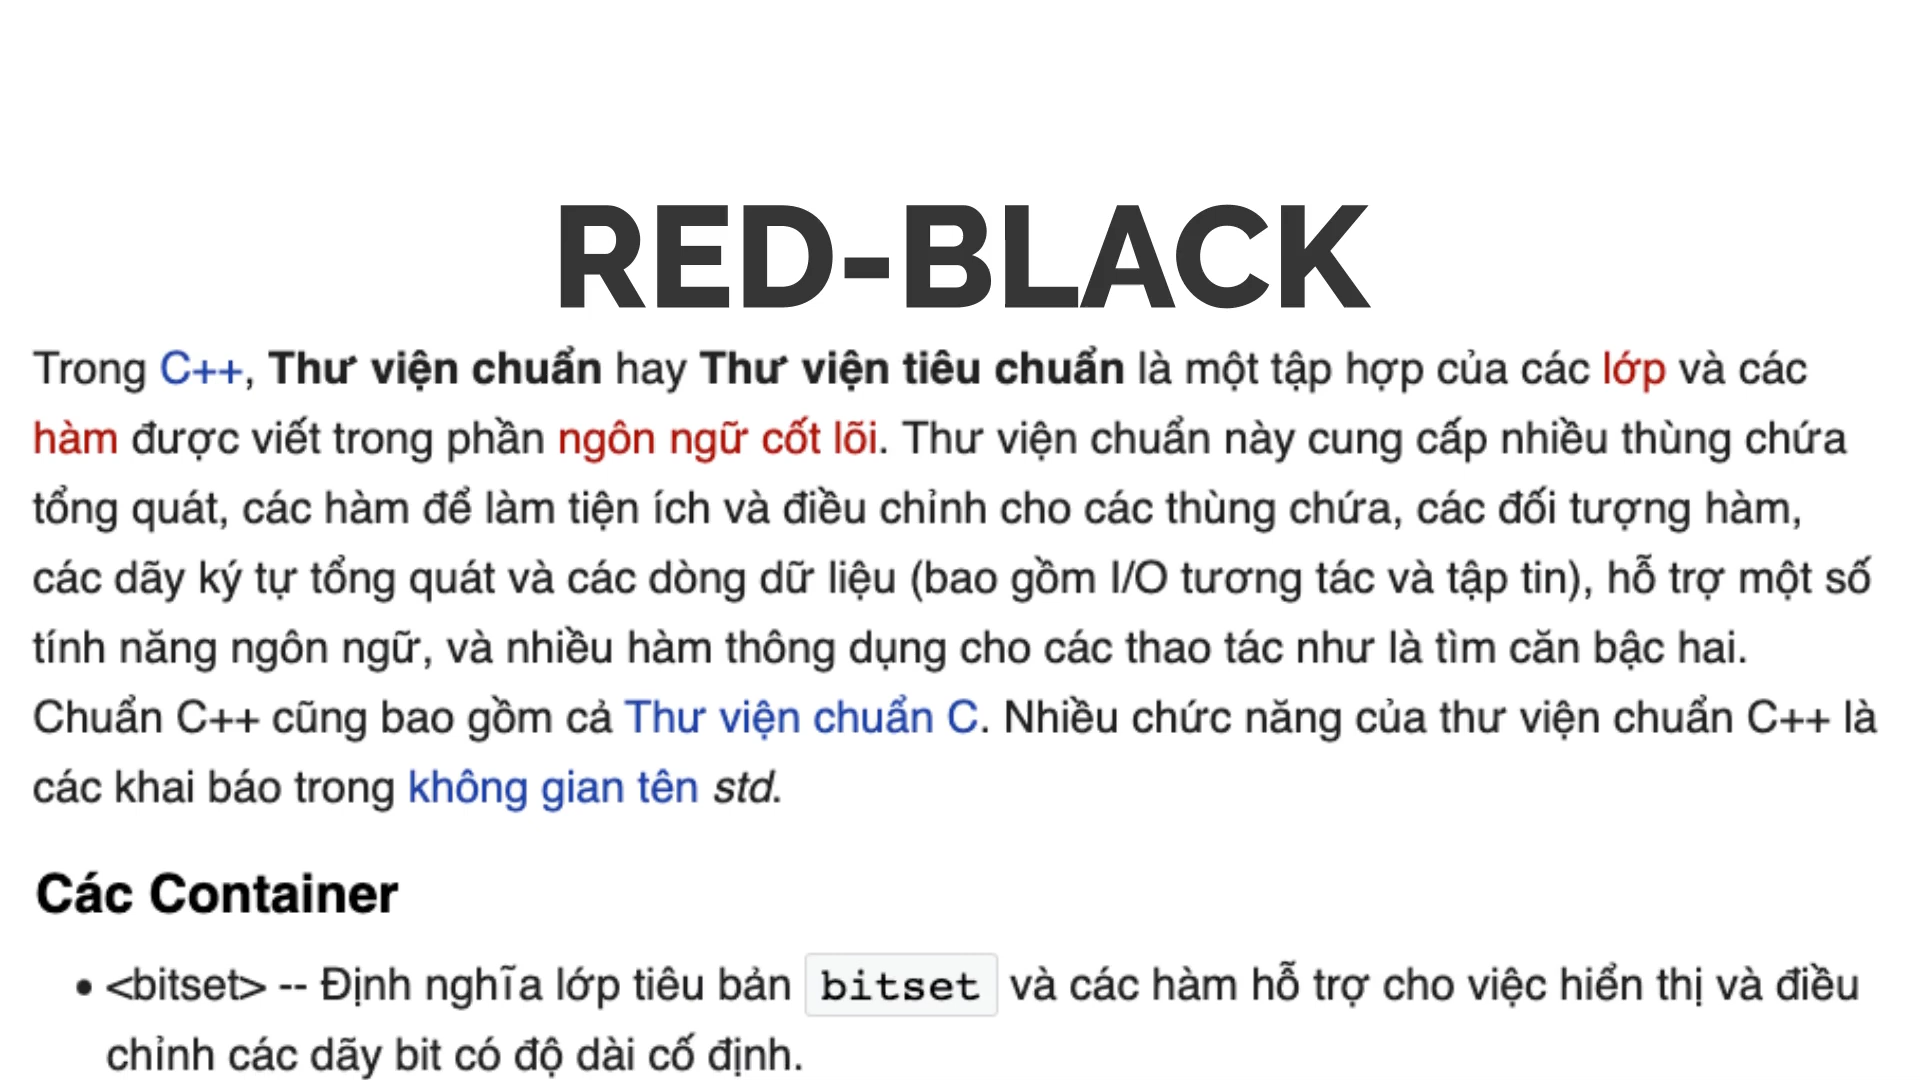 RED-BLACK
Trong C++, Thư viện chuẩn hay Thư viện tiêu chuẩn là một tập hợp của các lớp và các
hàm được viết trong phần ngôn ngữ cốt lõi. Thư viện chuẩn này cung cấp nhiều thùng chứa
tổng quát, các hàm để làm tiện ích và điều chỉnh cho các thùng chứa, các đối tượng hàm,
các dãy ký tự tổng quát và các dòng dữ liệu (bao gồm I/O tương tác và tập tin), hỗ trợ một số
tính năng ngôn ngữ, và nhiều hàm thông dụng cho các thao tác như là tìm căn bậc hai.
Chuẩn C++ cũng bao gồm cả Thư viện chuẩn C. Nhiều chức năng của thư viện chuẩn C++ là
các khai báo trong không gian tên std.
Các Container
• <bitset> -- Định nghĩa lớp tiêu bản bitset và các hàm hỗ trợ cho việc hiển thị và điều
chỉnh các dãy bit có độ dài cố định.